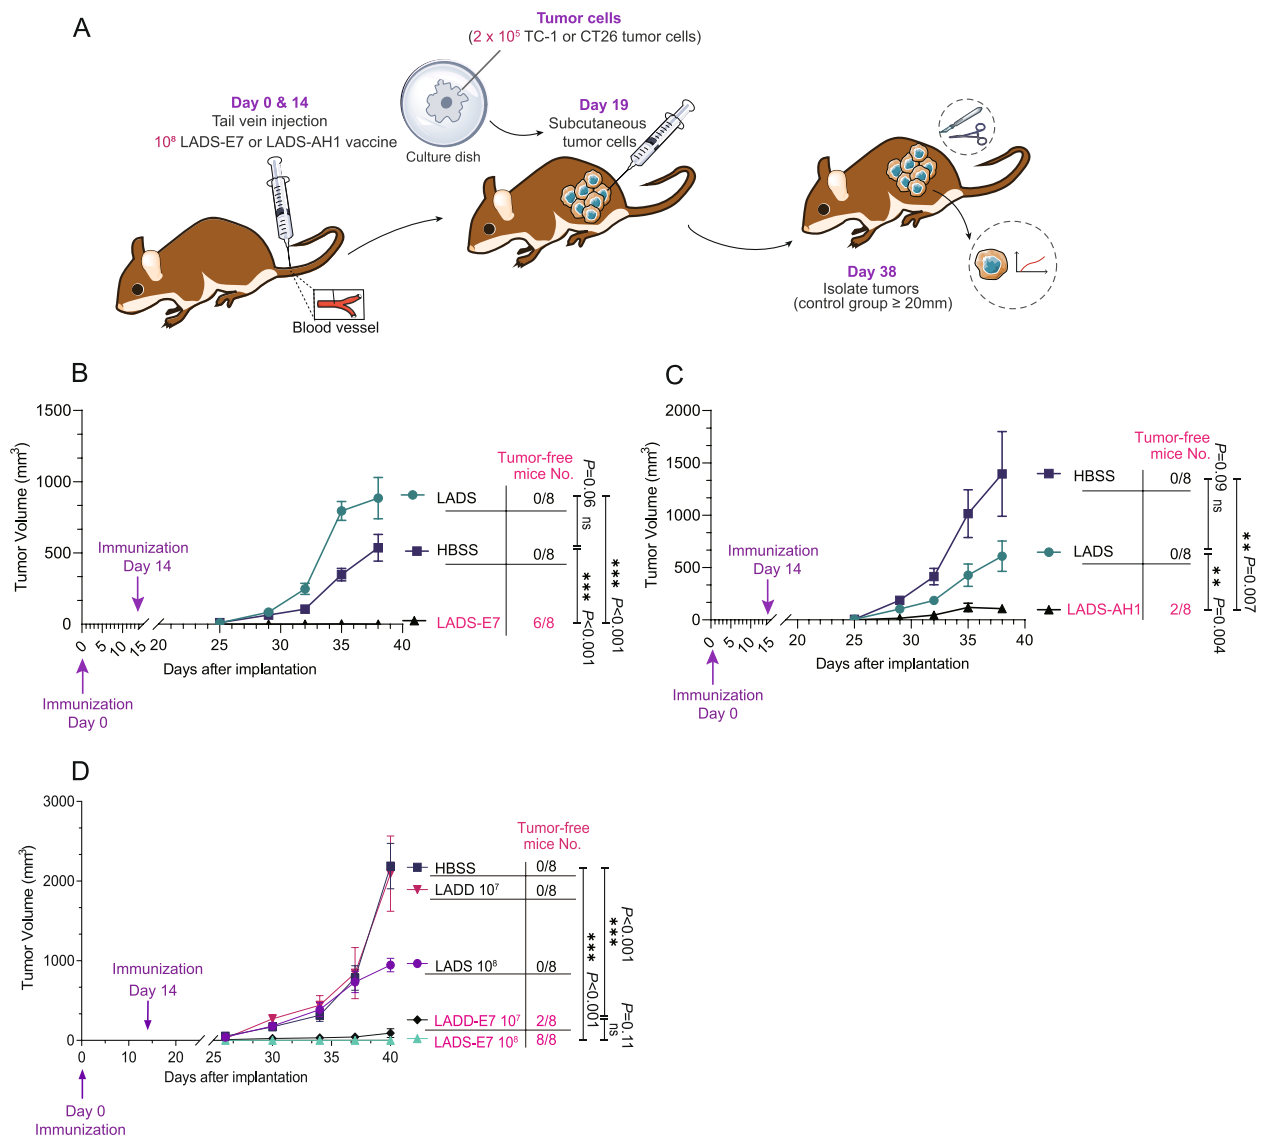 A
Tumor cells
(2 x 10⁵ TC-1 or CT26 tumor cells)
Day 0 & 14
Tail vein injection
10⁸ LADS-E7 or LADS-AH1 vaccine
Culture dish
Day 19
Subcutaneous
tumor cells
Blood vessel
Day 38
Isolate tumors
(control group ≥ 20mm)
B
Tumor Volume (mm³)
1500
1000
500
0
0
5
10
15
20
25
30
35
40
Days after implantation
Immunization
Day 14
Immunization
Day 0
Tumor-free
mice No.
LADS 0/8
HBSS 0/8
LADS-E7 6/8
P=0.06 ns
*** P<0.001
*** P<0.001
C
Tumor Volume (mm³)
2000
1500
1000
500
0
0
5
10
15
20
25
30
35
40
Days after implantation
Immunization
Day 14
Immunization
Day 0
Tumor-free
mice No.
HBSS 0/8
LADS 0/8
LADS-AH1 2/8
P=0.09 ns
** P=0.004
** P=0.007
D
Tumor Volume (mm³)
3000
2000
1000
0
0
10
20
25
30
35
40
Days after implantation
Immunization
Day 14
Day 0
Immunization
Tumor-free
mice No.
HBSS 0/8
LADD 10⁷ 0/8
LADS 10⁸ 0/8
LADD-E7 10⁷ 2/8
LADS-E7 10⁸ 8/8
*** P<0.001
P<0.001
***
P=0.11
ns